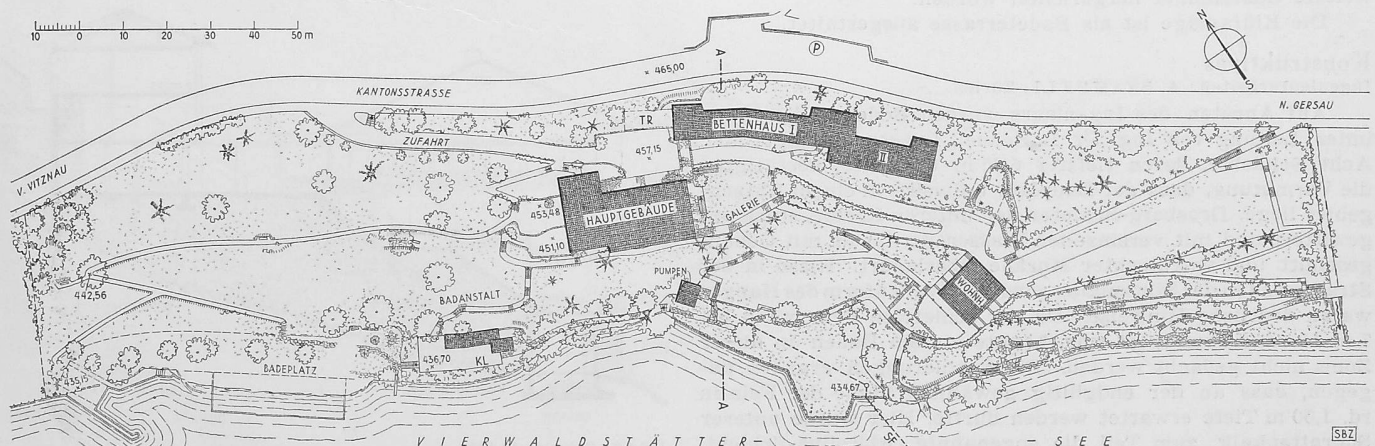 10 0 10 20 30 40 50 m
P
N
S
A
465,00
KANTONSSTRASSE
N. GERSAU
TR
BETTENHAUS I
II
ZUFAHRT
457,15
V. VITZNAU
453,48
HAUPTGEBÄUDE
GALERIE
451,10
442,56
PUMPEN
WOHNH.
BADANSTALT
436,70
KL
BADEPLATZ
435,15
434,67
A
VIERWALDSTÄTTER-
- SEE
SBZ